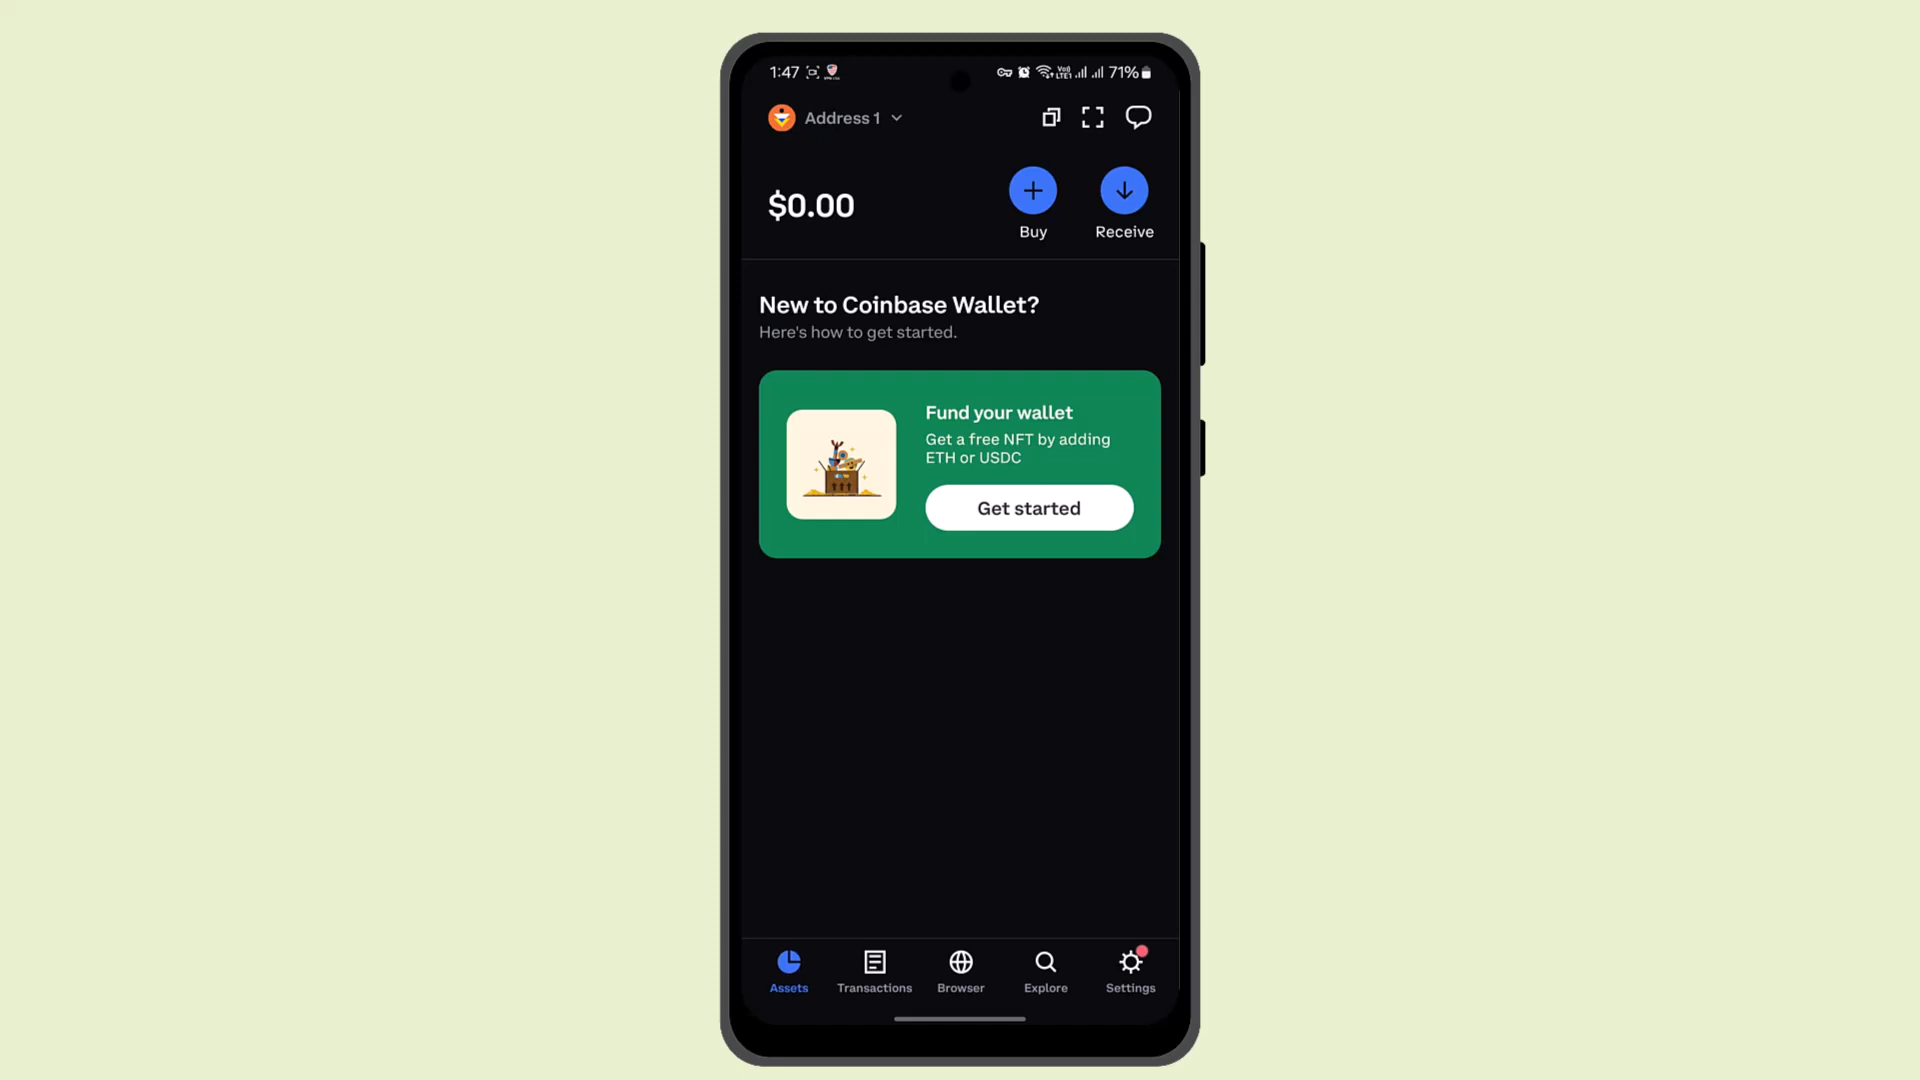 1:47
71%
Address 1
$0.00
Buy
Receive
New to Coinbase Wallet?
Here's how to get started.
Fund your wallet
Get a free NFT by adding
ETH or USDC
Get started
Assets
Transactions
Browser
Explore
Settings